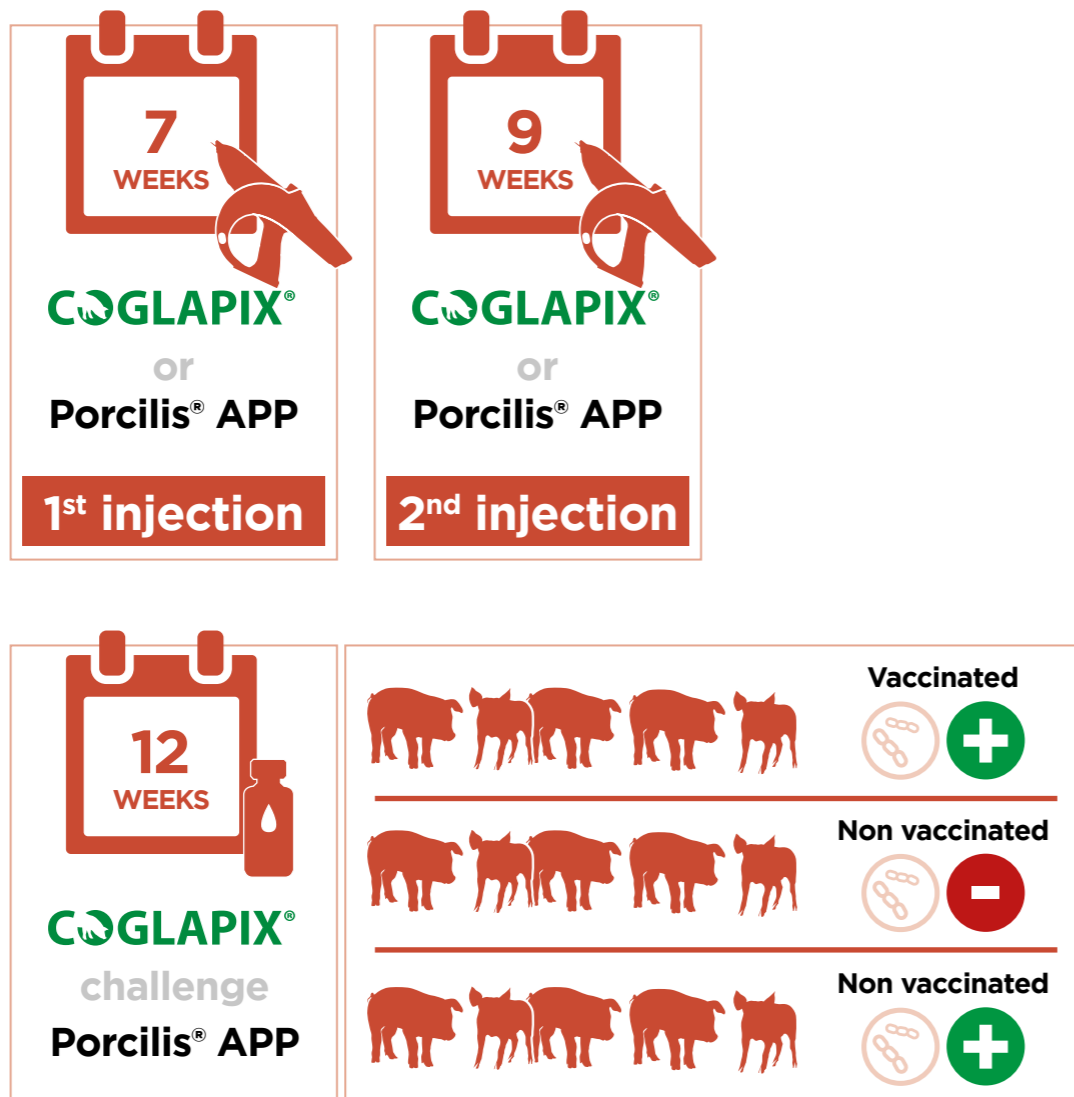 7
WEEKS
COGLAPIX®
or
Porcilis® APP
1st injection
9
WEEKS
COGLAPIX®
or
Porcilis® APP
2nd injection
12
WEEKS
COGLAPIX®
challenge
Porcilis® APP
Vaccinated
+
Non vaccinated
-
Non vaccinated
+